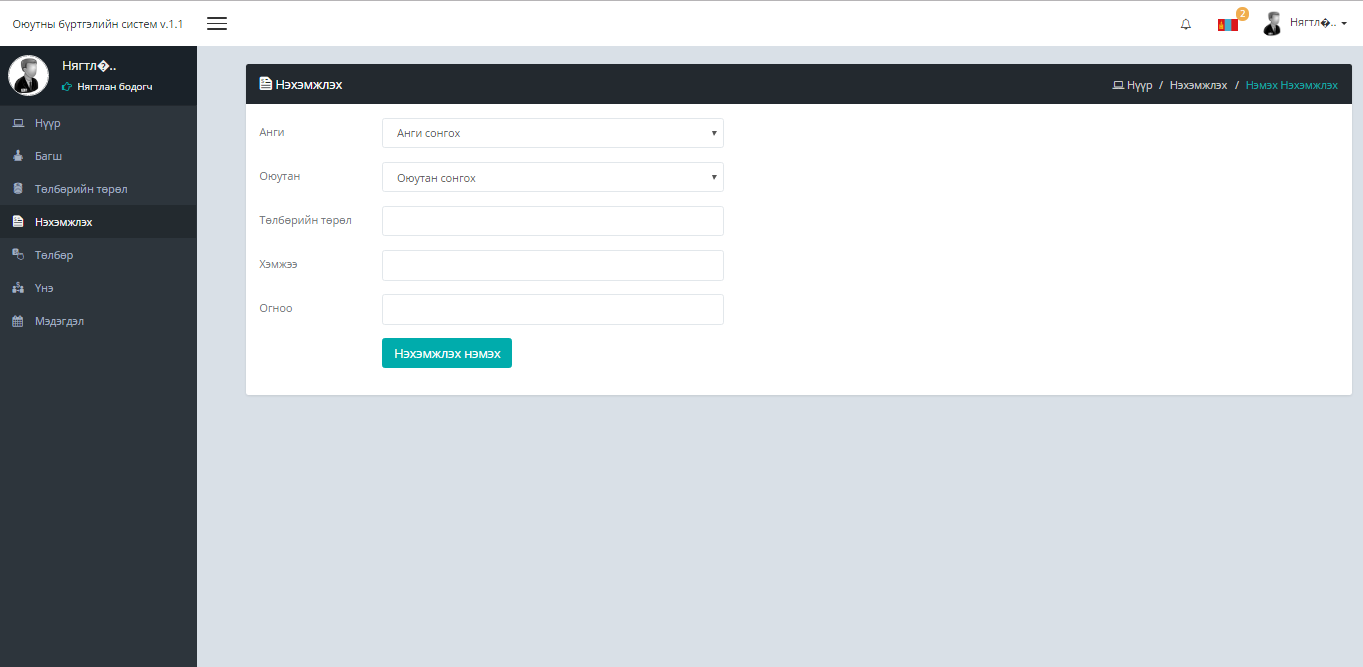 Оюутны бүртгэлийн систем v.1.1
2
Нягтл�..
Нягтл�..
Нягтлан бодогч
Нүүр
Багш
Төлбөрийн төрөл
Нэхэмжлэх
Төлбөр
Үнэ
Мэдэгдэл
Нэхэмжлэх
Нүүр / Нэхэмжлэх / Нэмэх Нэхэмжлэх
Анги
Анги сонгох
Оюутан
Оюутан сонгох
Төлбөрийн төрөл
Хэмжээ
Огноо
Нэхэмжлэх нэмэх